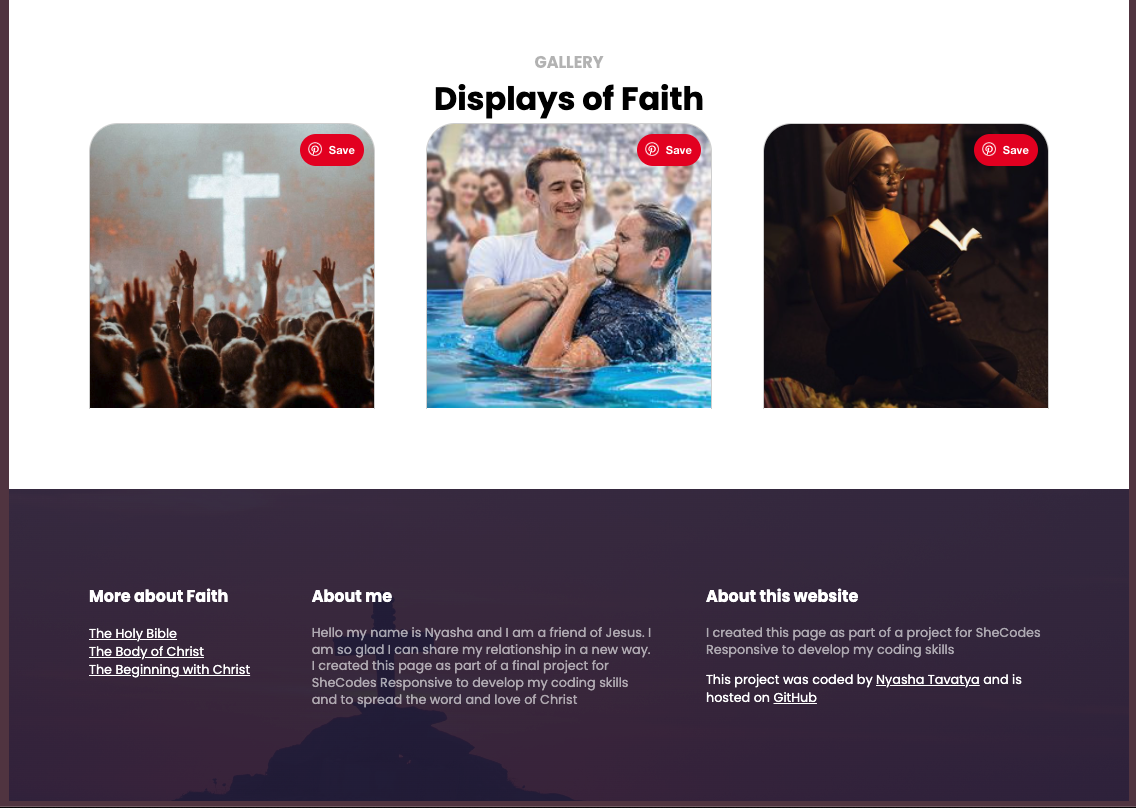 GALLERY
Displays of Faith
Save
Save
Save
More about Faith
The Holy Bible
The Body of Christ
The Beginning with Christ
About me
Hello my name is Nyasha and I am a friend of Jesus. I
am so glad I can share my relationship in a new way.
I created this page as part of a final project for
SheCodes Responsive to develop my coding skills
and to spread the word and love of Christ
About this website
I created this page as part of a project for SheCodes
Responsive to develop my coding skills
This project was coded by Nyasha Tavatya and is
hosted on GitHub